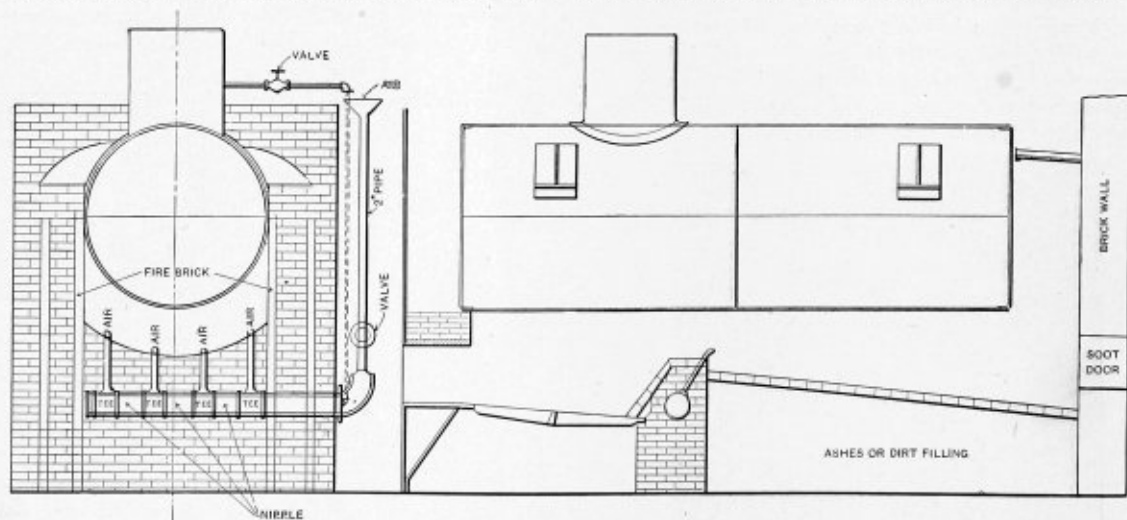 VALVE
AIR
2" PIPE
FIRE BRICK
VALVE
AIR
AIR
AIR
AIR
TEE
TEE
TEE
TEE
NIPPLE
BRICK WALL
SOOT
DOOR
ASHES OR DIRT FILLING